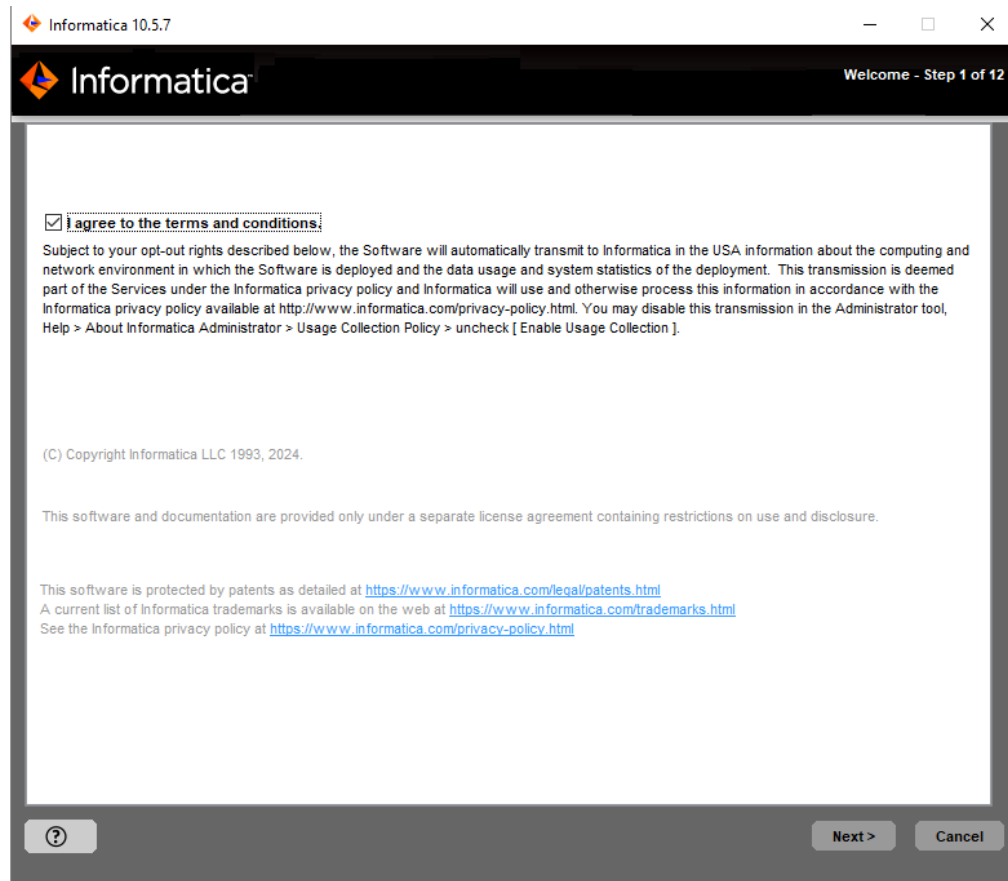 Informatica 10.5.7
Informatica
Welcome - Step 1 of 12
I agree to the terms and conditions.
Subject to your opt-out rights described below, the Software will automatically transmit to Informatica in the USA information about the computing and
network environment in which the Software is deployed and the data usage and system statistics of the deployment. This transmission is deemed
part of the Services under the Informatica privacy policy and Informatica will use and otherwise process this information in accordance with the
Informatica privacy policy available at http://www.informatica.com/privacy-policy.html. You may disable this transmission in the Administrator tool,
Help > About Informatica Administrator > Usage Collection Policy > uncheck [ Enable Usage Collection ].
(C) Copyright Informatica LLC 1993, 2024.
This software and documentation are provided only under a separate license agreement containing restrictions on use and disclosure.
This software is protected by patents as detailed at https://www.informatica.com/legal/patents.html
A current list of Informatica trademarks is available on the web at https://www.informatica.com/trademarks.html
See the Informatica privacy policy at https://www.informatica.com/privacy-policy.html
?
Next >
Cancel